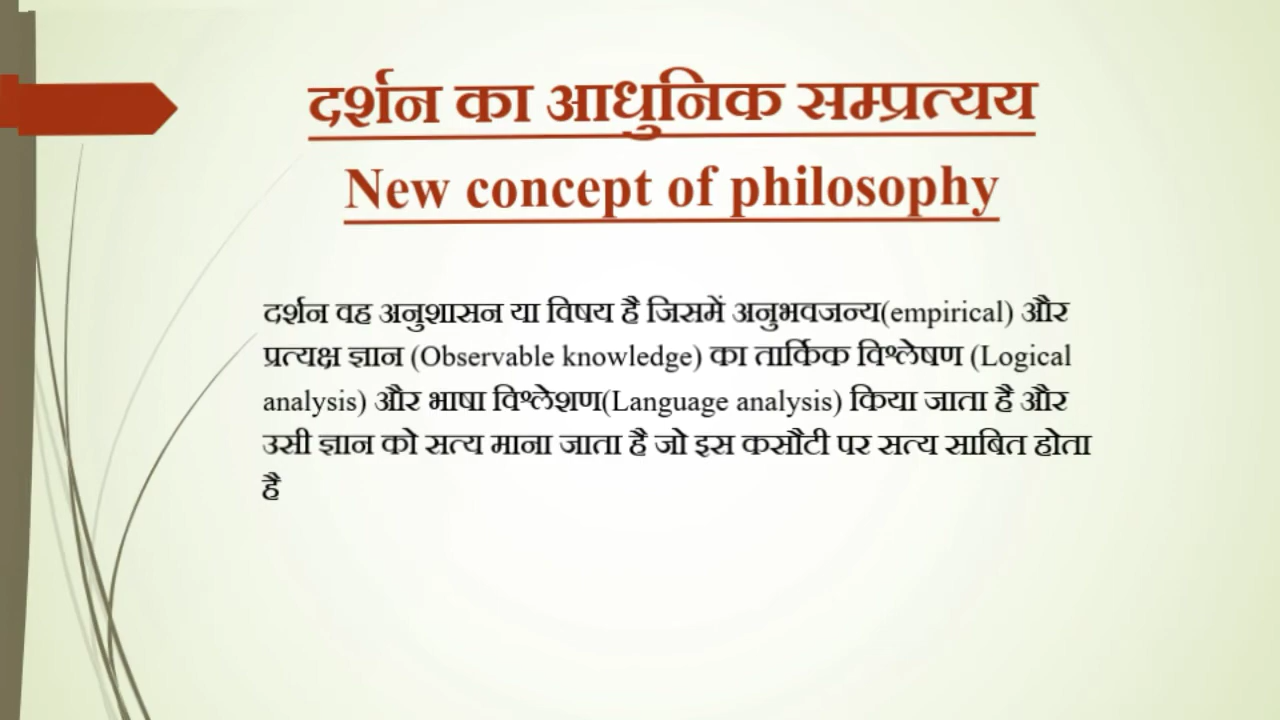 दर्शन का आधुनिक सम्प्रत्यय
New concept of philosophy
दर्शन वह अनुशासन या विषय है जिसमें अनुभवजन्य(empirical) और
प्रत्यक्ष ज्ञान (Observable knowledge) का तार्किक विश्लेषण (Logical
analysis) और भाषा विश्लेशण(Language analysis) किया जाता है और
उसी ज्ञान को सत्य माना जाता है जो इस कसौटी पर सत्य साबित होता
है